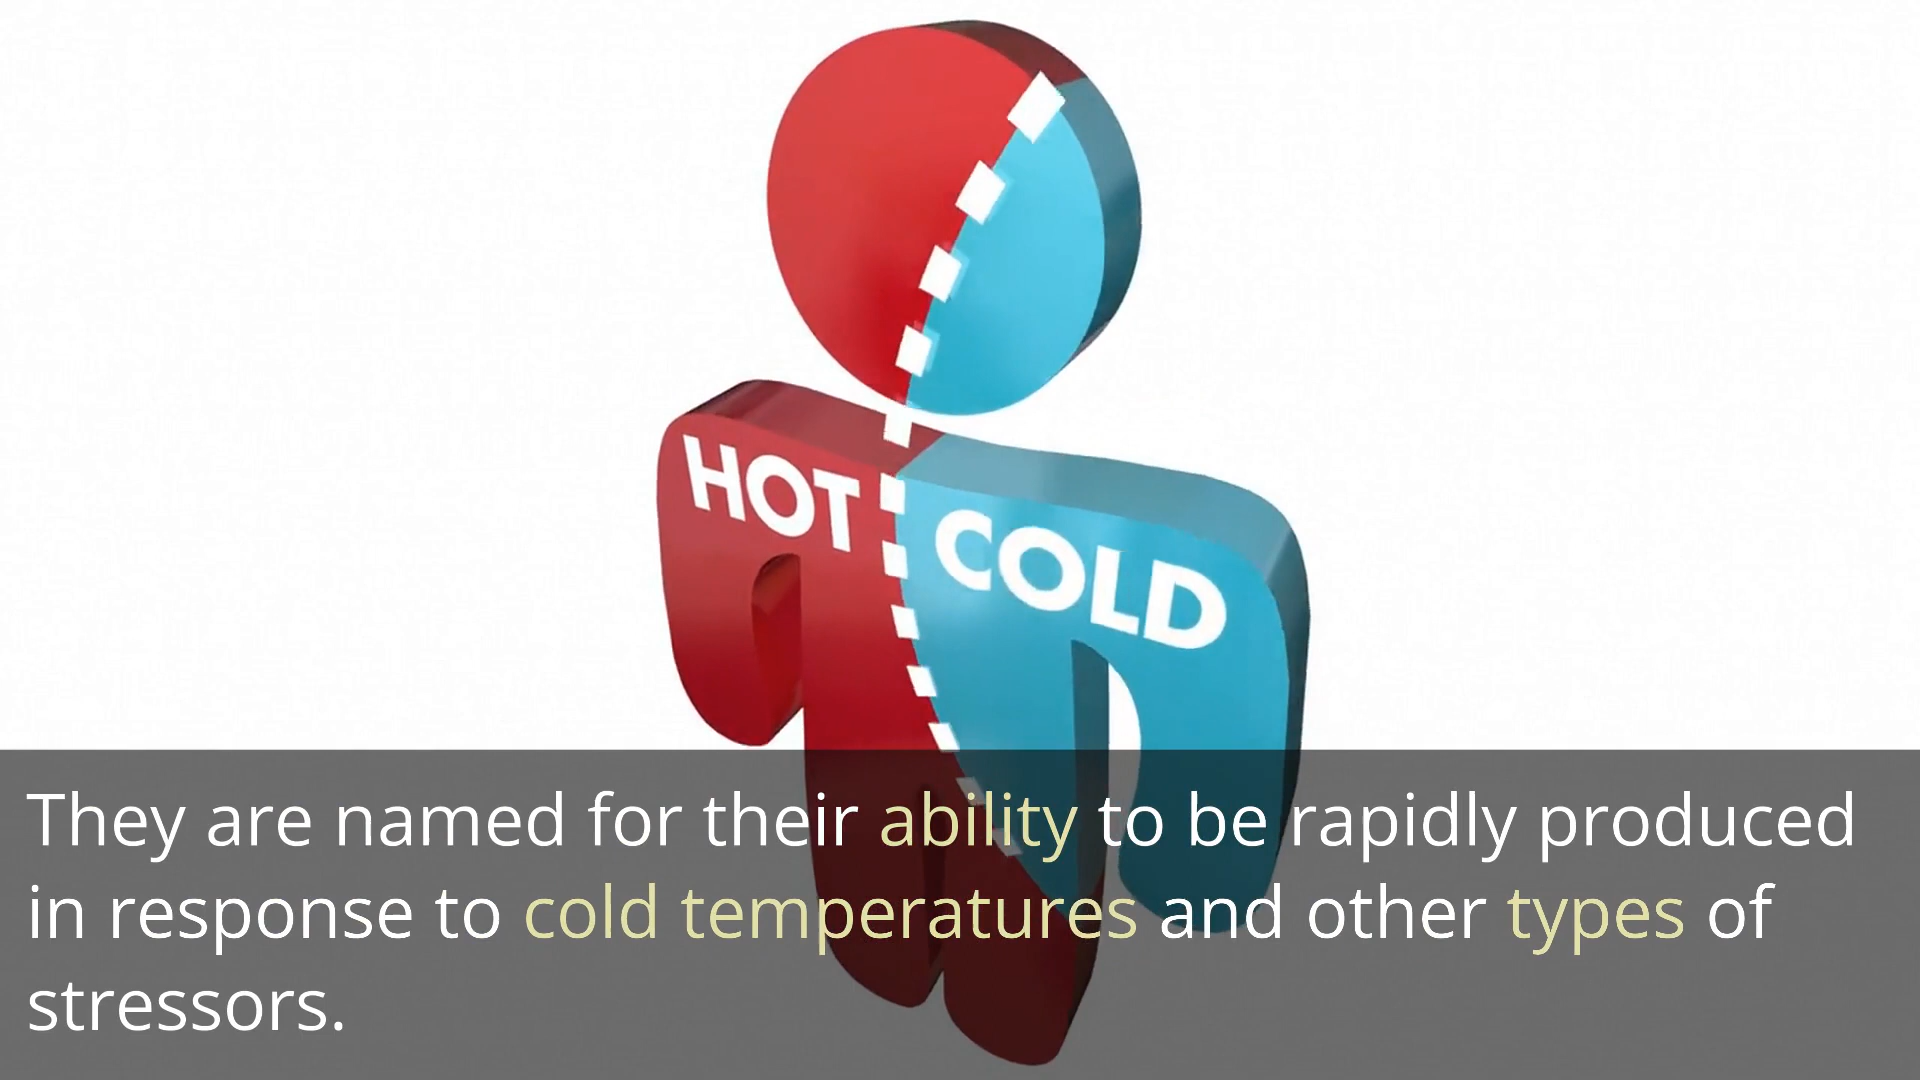 HOT
COLD
They are named for their ability to be rapidly produced
in response to cold temperatures and other types of
stressors.